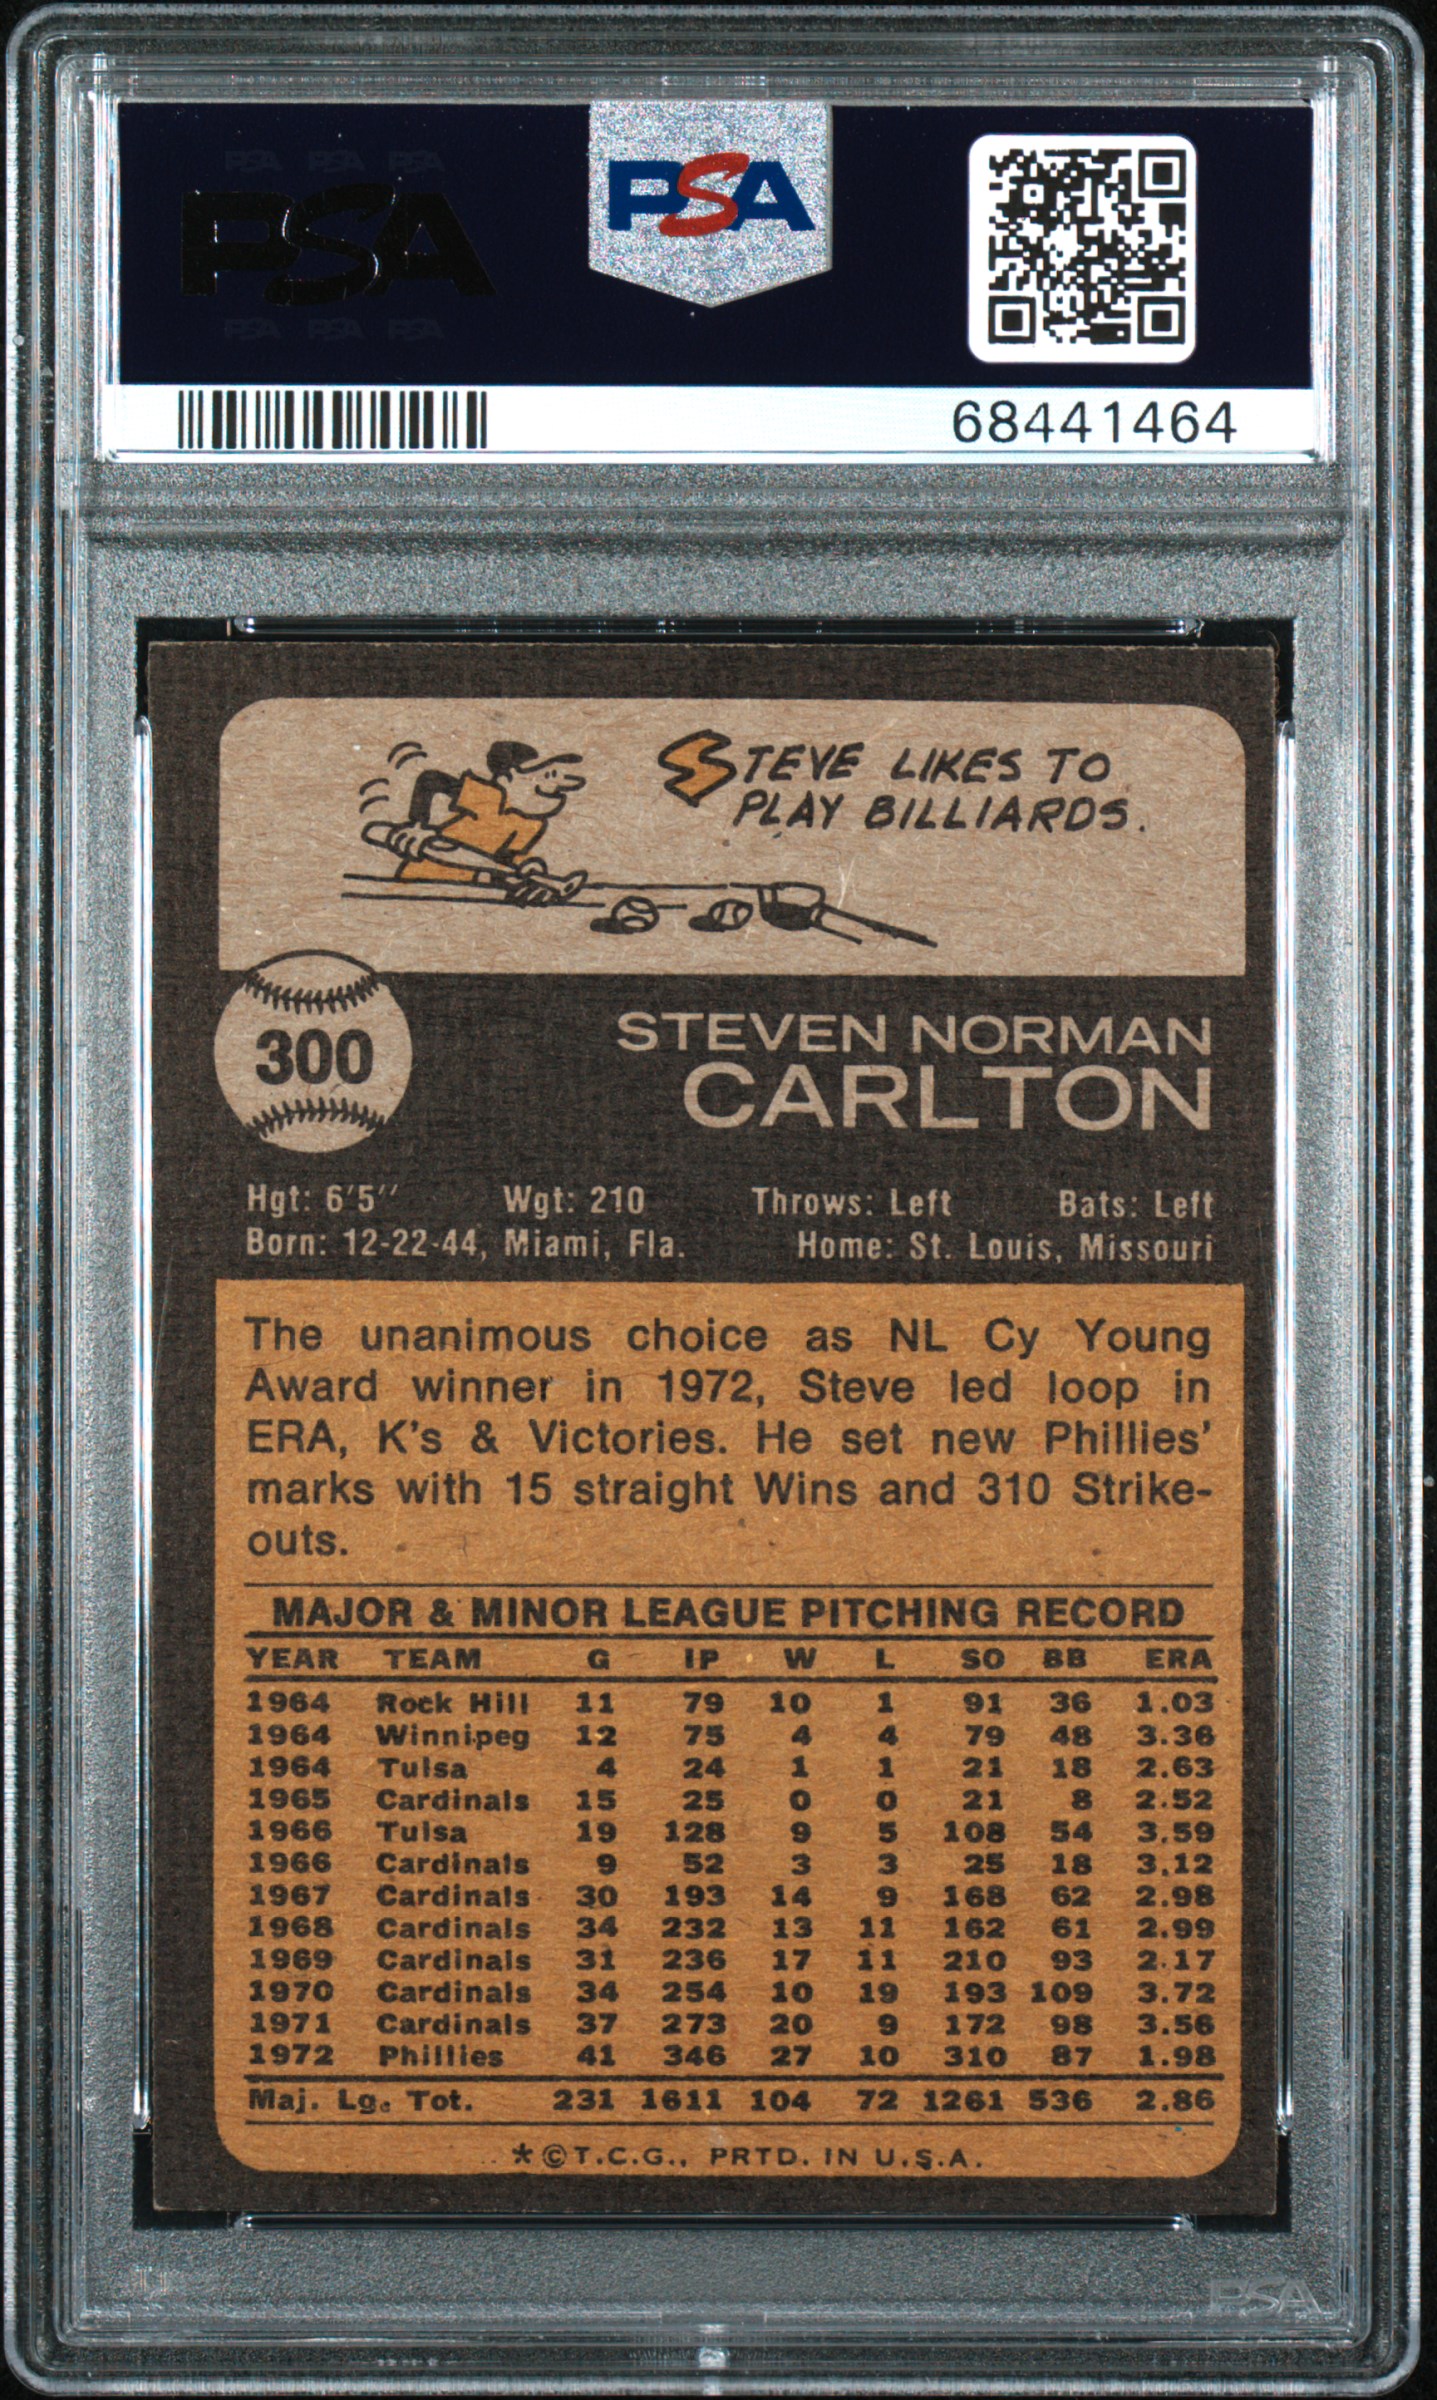 PSA PSA PSA
PSA
PSA PSA PSA
PSA
68441464
STEVE LIKES TO
PLAY BILLIARDS.
300
STEVEN NORMAN
CARLTON
Hgt: 6'5'' Wgt: 210 Throws: Left Bats: Left
Born: 12-22-44, Miami, Fla. Home: St. Louis, Missouri
The unanimous choice as NL Cy Young
Award winner in 1972, Steve led loop in
ERA, K's & Victories. He set new Phillies'
marks with 15 straight Wins and 310 Strike-
outs.
MAJOR & MINOR LEAGUE PITCHING RECORD
YEAR TEAM G IP W L SO BB ERA
1964 Rock Hill 11 79 10 1 91 36 1.03
1964 Winnipeg 12 75 4 4 79 48 3.36
1964 Tulsa 4 24 1 1 21 18 2.63
1965 Cardinals 15 25 0 0 21 8 2.52
1966 Tulsa 19 128 9 5 108 54 3.59
1966 Cardinals 9 52 3 3 25 18 3.12
1967 Cardinals 30 193 14 9 168 62 2.98
1968 Cardinals 34 232 13 11 162 61 2.99
1969 Cardinals 31 236 17 11 210 93 2.17
1970 Cardinals 34 254 10 19 193 109 3.72
1971 Cardinals 37 273 20 9 172 98 3.56
1972 Phillies 41 346 27 10 310 87 1.98
Maj. Lg. Tot. 231 1611 104 72 1261 536 2.86
*©T.C.G., PRTD. IN U.S.A.
PSA